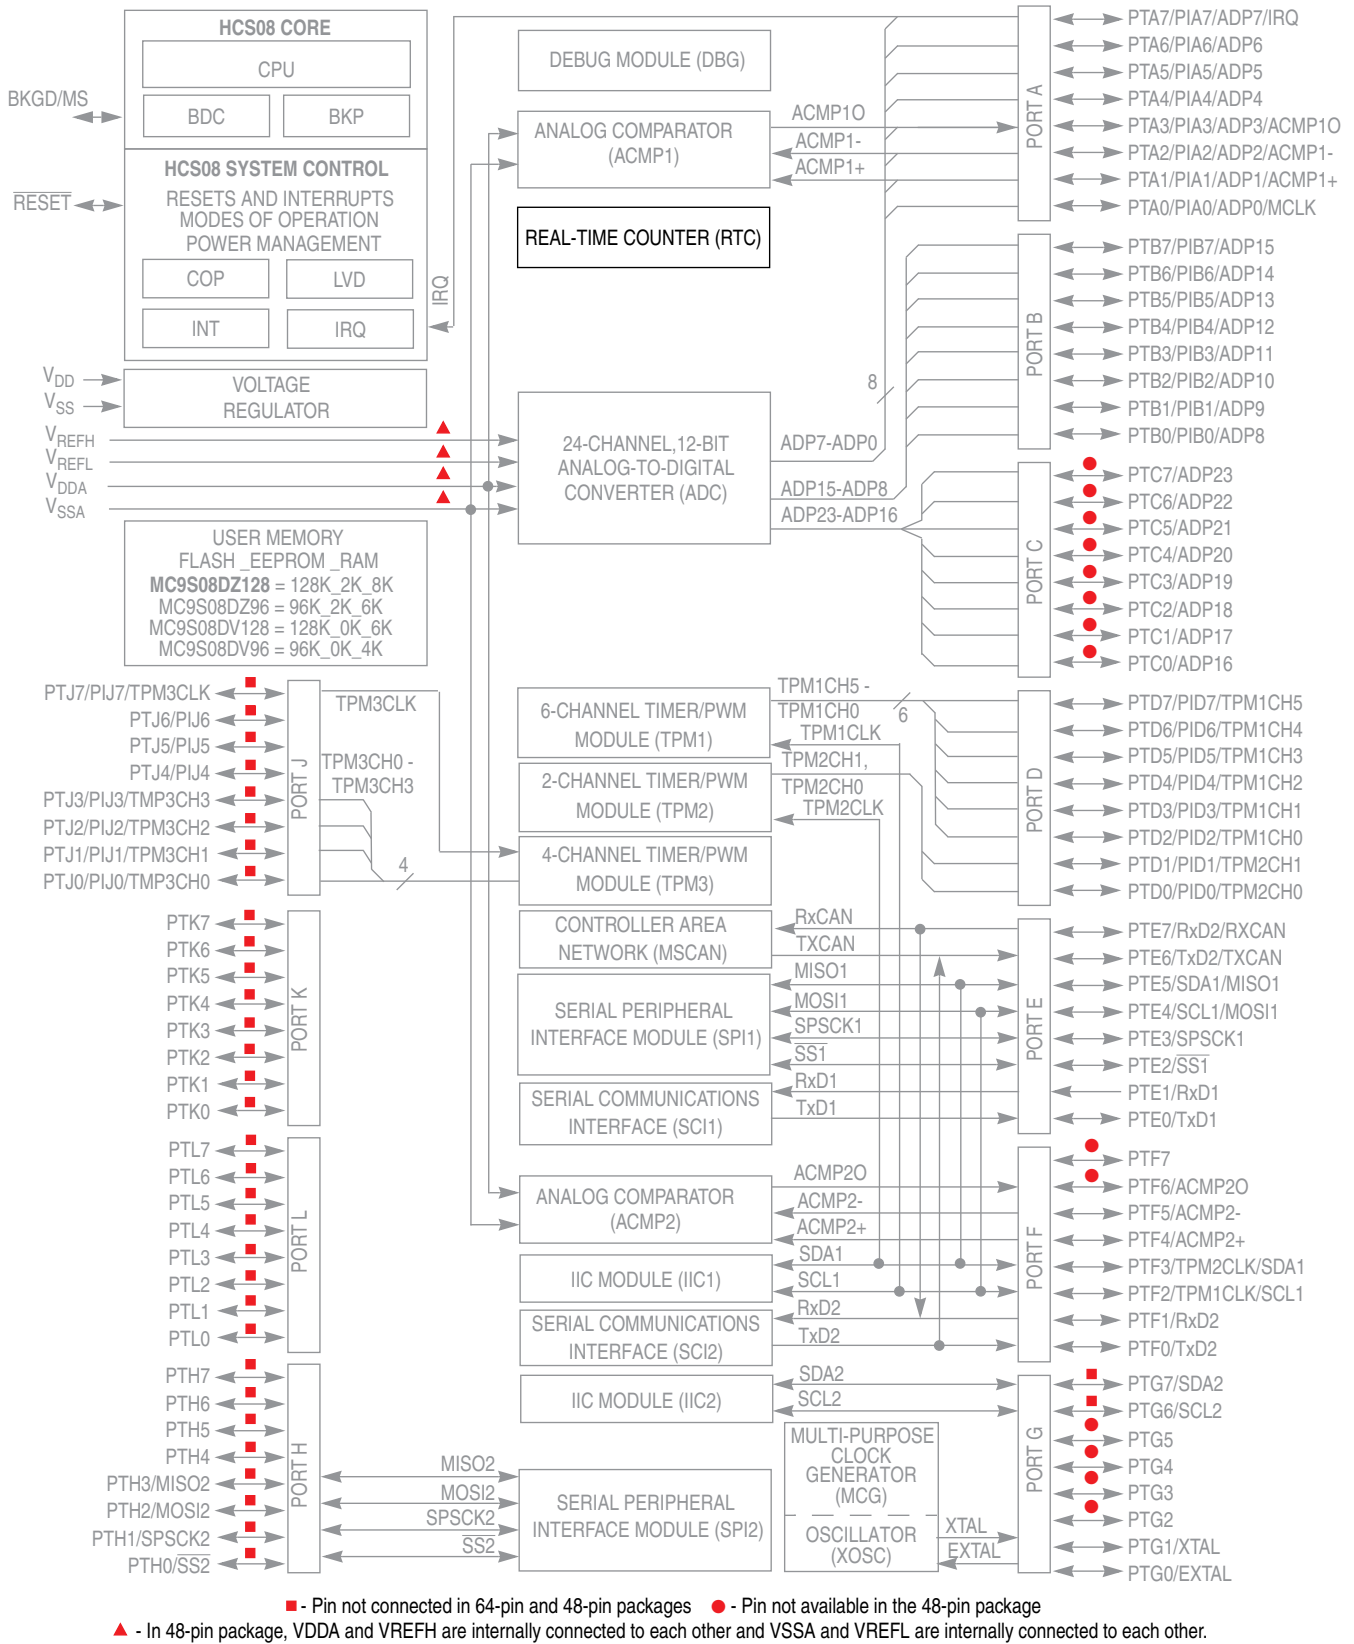 HCS08 CORE
CPU
BDC
BKP
BKGD/MS
HCS08 SYSTEM CONTROL
RESETS AND INTERRUPTS
MODES OF OPERATION
POWER MANAGEMENT
COP
LVD
INT
IRQ
RESET
IRQ
VDD
VSS
VOLTAGE
REGULATOR
VREFH
VREFL
VDDA
VSSA
USER MEMORY
FLASH _EEPROM _RAM
MC9S08DZ128 = 128K_2K_8K
MC9S08DZ96 = 96K_2K_6K
MC9S08DV128 = 128K_0K_6K
MC9S08DV96 = 96K_0K_4K
DEBUG MODULE (DBG)
ANALOG COMPARATOR
(ACMP1)
ACMP1O
ACMP1-
ACMP1+
REAL-TIME COUNTER (RTC)
24-CHANNEL,12-BIT
ANALOG-TO-DIGITAL
CONVERTER (ADC)
8
ADP7-ADP0
ADP15-ADP8
ADP23-ADP16
PORT A
PTA7/PIA7/ADP7/IRQ
PTA6/PIA6/ADP6
PTA5/PIA5/ADP5
PTA4/PIA4/ADP4
PTA3/PIA3/ADP3/ACMP1O
PTA2/PIA2/ADP2/ACMP1-
PTA1/PIA1/ADP1/ACMP1+
PTA0/PIA0/ADP0/MCLK
PORT B
PTB7/PIB7/ADP15
PTB6/PIB6/ADP14
PTB5/PIB5/ADP13
PTB4/PIB4/ADP12
PTB3/PIB3/ADP11
PTB2/PIB2/ADP10
PTB1/PIB1/ADP9
PTB0/PIB0/ADP8
PORT C
PTC7/ADP23
PTC6/ADP22
PTC5/ADP21
PTC4/ADP20
PTC3/ADP19
PTC2/ADP18
PTC1/ADP17
PTC0/ADP16
PTJ7/PIJ7/TPM3CLK
PTJ6/PIJ6
PTJ5/PIJ5
PTJ4/PIJ4
PTJ3/PIJ3/TMP3CH3
PTJ2/PIJ2/TPM3CH2
PTJ1/PIJ1/TPM3CH1
PTJ0/PIJ0/TMP3CH0
PORT J
TPM3CLK
TPM3CH0 -
TPM3CH3
4
6-CHANNEL TIMER/PWM
MODULE (TPM1)
TPM1CH5 -
TPM1CH0
6
TPM1CLK
2-CHANNEL TIMER/PWM
MODULE (TPM2)
TPM2CH1,
TPM2CH0
TPM2CLK
4-CHANNEL TIMER/PWM
MODULE (TPM3)
PORT D
PTD7/PID7/TPM1CH5
PTD6/PID6/TPM1CH4
PTD5/PID5/TPM1CH3
PTD4/PID4/TPM1CH2
PTD3/PID3/TPM1CH1
PTD2/PID2/TPM1CH0
PTD1/PID1/TPM2CH1
PTD0/PID0/TPM2CH0
PTK7
PTK6
PTK5
PTK4
PTK3
PTK2
PTK1
PTK0
PORT K
CONTROLLER AREA
NETWORK (MSCAN)
RxCAN
TXCAN
SERIAL PERIPHERAL
INTERFACE MODULE (SPI1)
MISO1
MOSI1
SPSCK1
SS1
SERIAL COMMUNICATIONS
INTERFACE (SCI1)
RxD1
TxD1
PORT E
PTE7/RxD2/RXCAN
PTE6/TxD2/TXCAN
PTE5/SDA1/MISO1
PTE4/SCL1/MOSI1
PTE3/SPSCK1
PTE2/SS1
PTE1/RxD1
PTE0/TxD1
PTL7
PTL6
PTL5
PTL4
PTL3
PTL2
PTL1
PTL0
PORT L
ANALOG COMPARATOR
(ACMP2)
ACMP2O
ACMP2-
ACMP2+
IIC MODULE (IIC1)
SDA1
SCL1
SERIAL COMMUNICATIONS
INTERFACE (SCI2)
RxD2
TxD2
PORT F
PTF7
PTF6/ACMP2O
PTF5/ACMP2-
PTF4/ACMP2+
PTF3/TPM2CLK/SDA1
PTF2/TPM1CLK/SCL1
PTF1/RxD2
PTF0/TxD2
PTH7
PTH6
PTH5
PTH4
PTH3/MISO2
PTH2/MOSI2
PTH1/SPSCK2
PTH0/SS2
PORT H
MISO2
MOSI2
SPSCK2
SS2
IIC MODULE (IIC2)
SDA2
SCL2
SERIAL PERIPHERAL
INTERFACE MODULE (SPI2)
MULTI-PURPOSE
CLOCK
GENERATOR
(MCG)
OSCILLATOR
(XOSC)
XTAL
EXTAL
PORT G
PTG7/SDA2
PTG6/SCL2
PTG5
PTG4
PTG3
PTG2
PTG1/XTAL
PTG0/EXTAL
- Pin not connected in 64-pin and 48-pin packages
- Pin not available in the 48-pin package
- In 48-pin package, VDDA and VREFH are internally connected to each other and VSSA and VREFL are internally connected to each other.